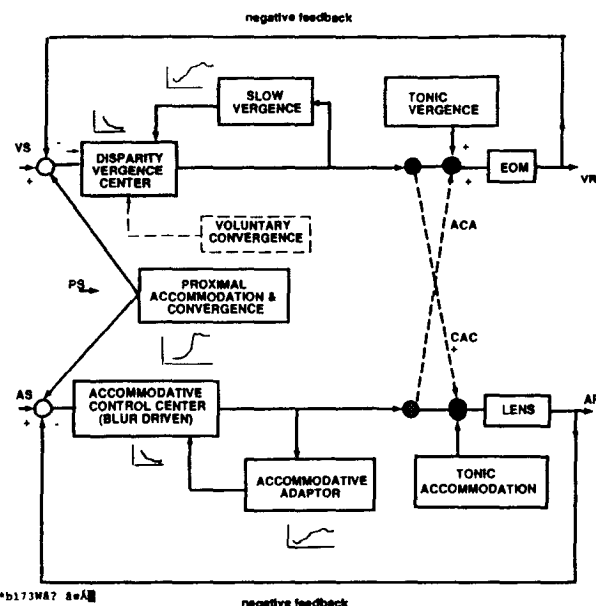 negative feedback
SLOW
VERGENCE
TONIC
VERGENCE
VS
-
+
DISPARITY
VERGENCE
CENTER
+
+
EOM
VR
VOLUNTARY
CONVERGENCE
ACA
PS
PROXIMAL
ACCOMMODATION &
CONVERGENCE
CAC
+
AS
+
-
ACCOMMODATIVE
CONTROL CENTER
(BLUR DRIVEN)
LENS
AR
ACCOMMODATIVE
ADAPTOR
TONIC
ACCOMMODATION
negative feedback